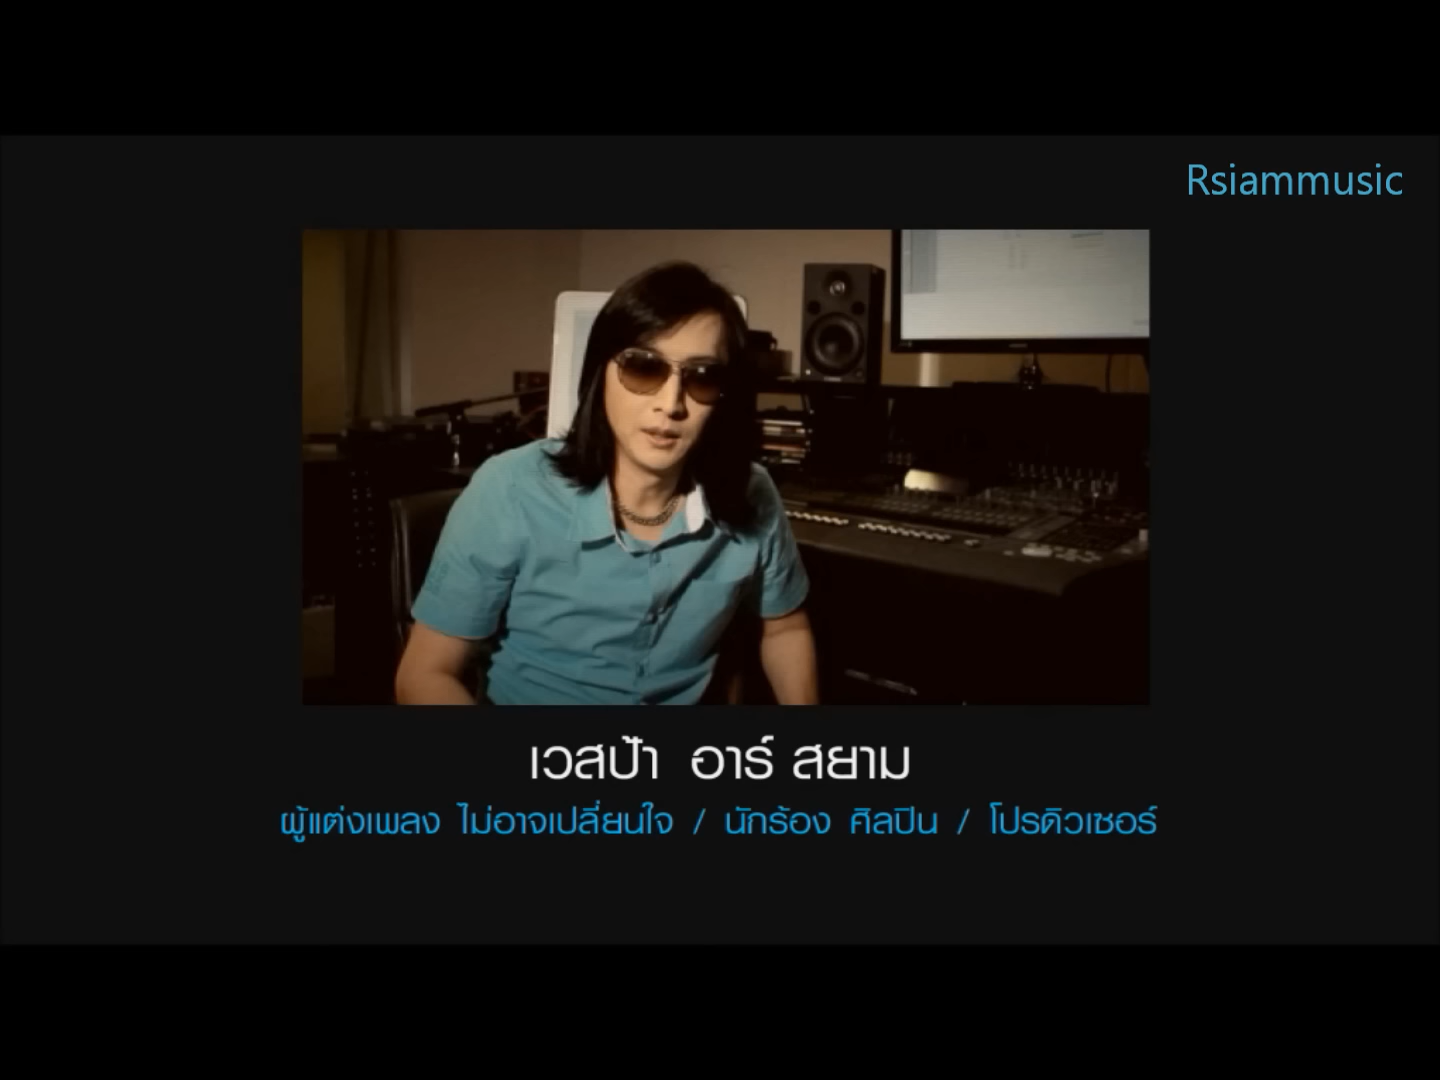 Rsiammusic
เวสป้า อาร์ สยาม
ผู้แต่งเพลง ไม่อาจเปลี่ยนใจ / นักร้อง ศิลปิน / โปรดิวเซอร์